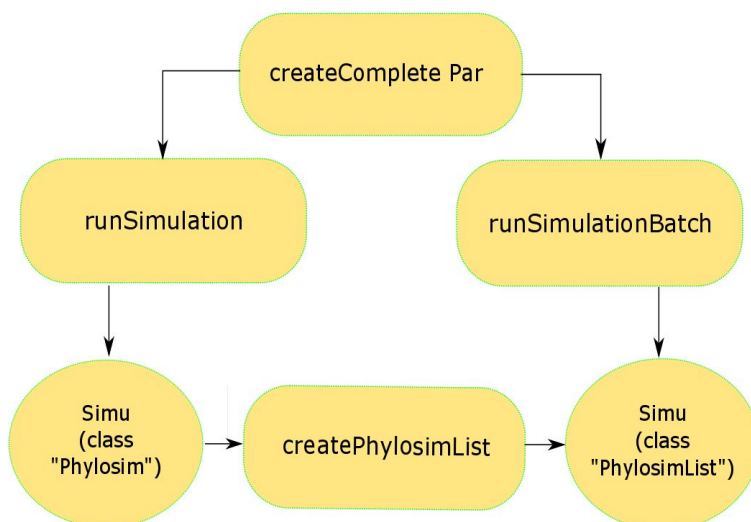 createComplete Par
runSimulation
runSimulationBatch
Simu
(class
"Phylosim")
createPhylosimList
Simu
(class
"PhylosimList")